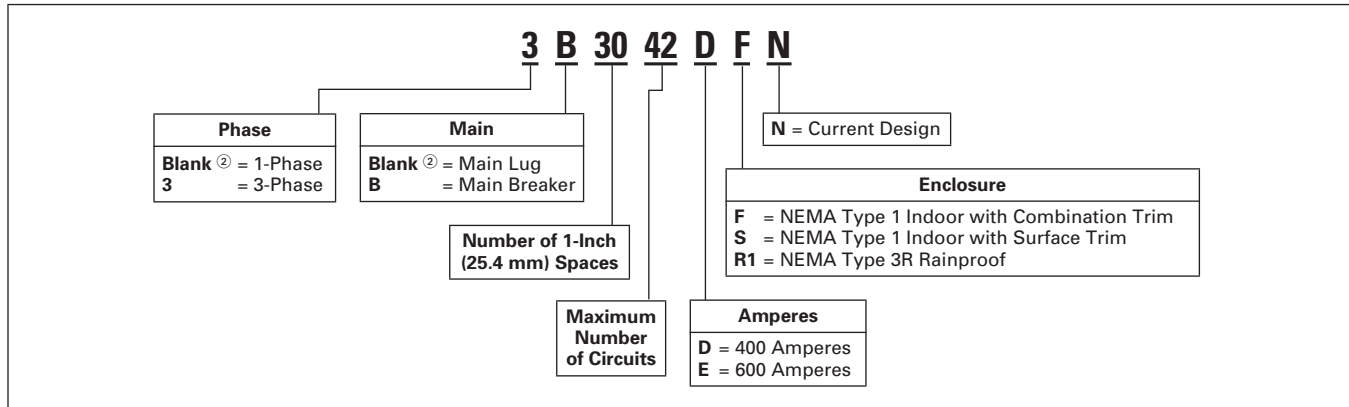 3 B 30 42 D F N
Phase
Blank ② = 1-Phase
3 = 3-Phase
Main
Blank ② = Main Lug
B = Main Breaker
N = Current Design
Enclosure
F = NEMA Type 1 Indoor with Combination Trim
S = NEMA Type 1 Indoor with Surface Trim
R1 = NEMA Type 3R Rainproof
Number of 1-Inch
(25.4 mm) Spaces
Maximum
Number
of Circuits
Amperes
D = 400 Amperes
E = 600 Amperes